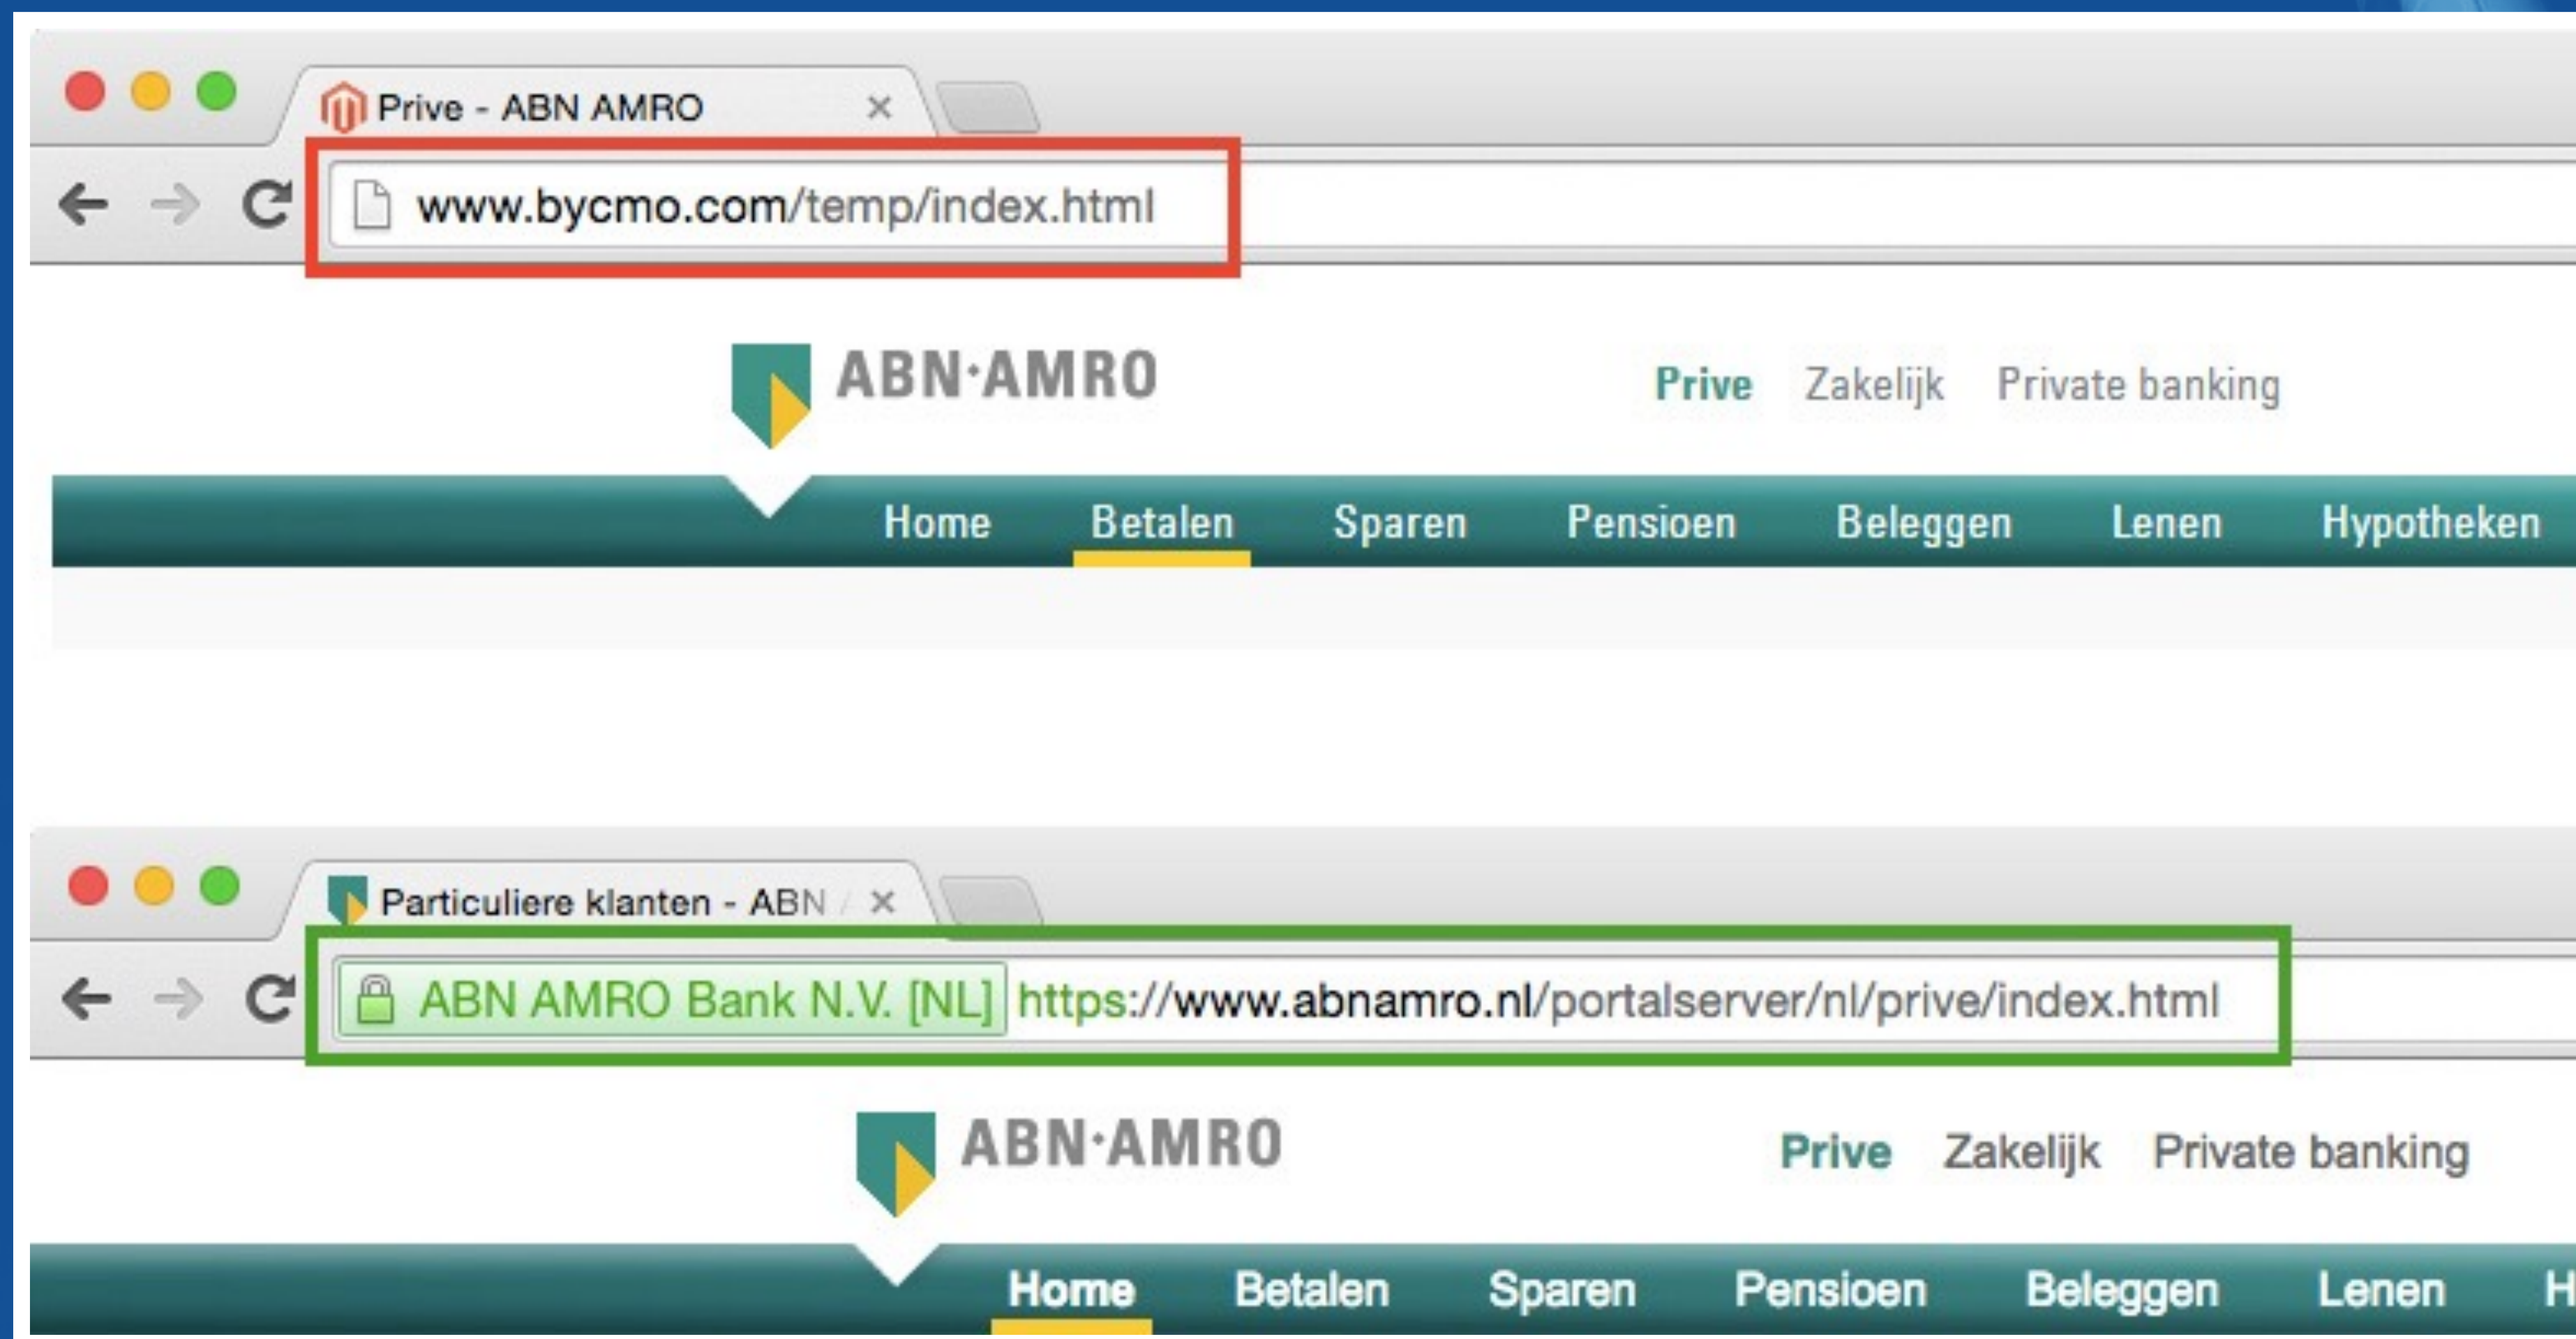 Prive - ABN AMRO
www.bycmo.com/temp/index.html
ABN·AMRO
Prive Zakelijk Private banking
Home Betalen Sparen Pensioen Beleggen Lenen Hypotheken
Particuliere klanten - ABN
ABN AMRO Bank N.V. [NL] https://www.abnamro.nl/portalserver/nl/prive/index.html
ABN·AMRO
Prive Zakelijk Private banking
Home Betalen Sparen Pensioen Beleggen Lenen H